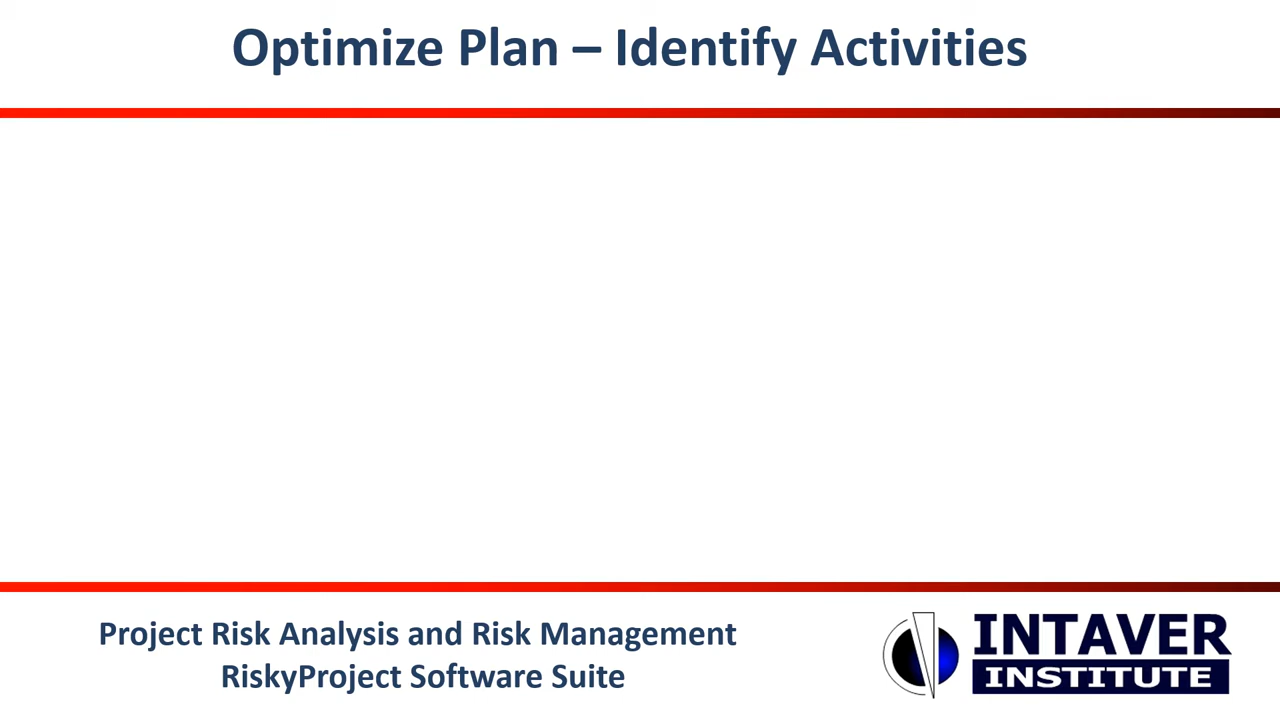 Optimize Plan – Identify Activities
Project Risk Analysis and Risk Management
RiskyProject Software Suite
INTAVER
INSTITUTE